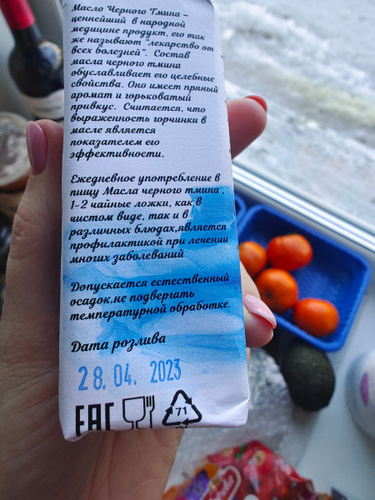 Масло Черного Тмина –
ценнейший в народной
медицине продукт, его так
же называют "лекарство от
всех болезней". Состав
масла черного тмина
обуславливает его целебные
свойства. Оно имеет пряный
аромат и горьковатый
привкус. Считается, что
выраженность горчинки в
масле является
показателем его
эффективности.
Ежедневное употребление в
пищу Масла черного тмина ,
1-2 чайные ложки, как в
чистом виде, так и в
различных блюдах,является
профилактикой при лечении
многих заболеваний
Допускается естественный
осадок.не подвергать
температурной обработке.
Дата розлива
28.04. 2023
EAC
71